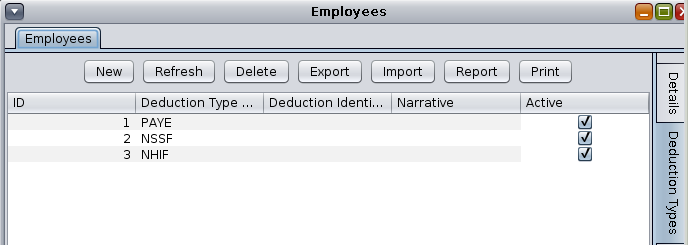 Employees
Employees
New Refresh Delete Export Import Report Print
ID Deduction Type ... Deduction Identi... Narrative Active
1 PAYE
2 NSSF
3 NHIF
Details
Deduction Types